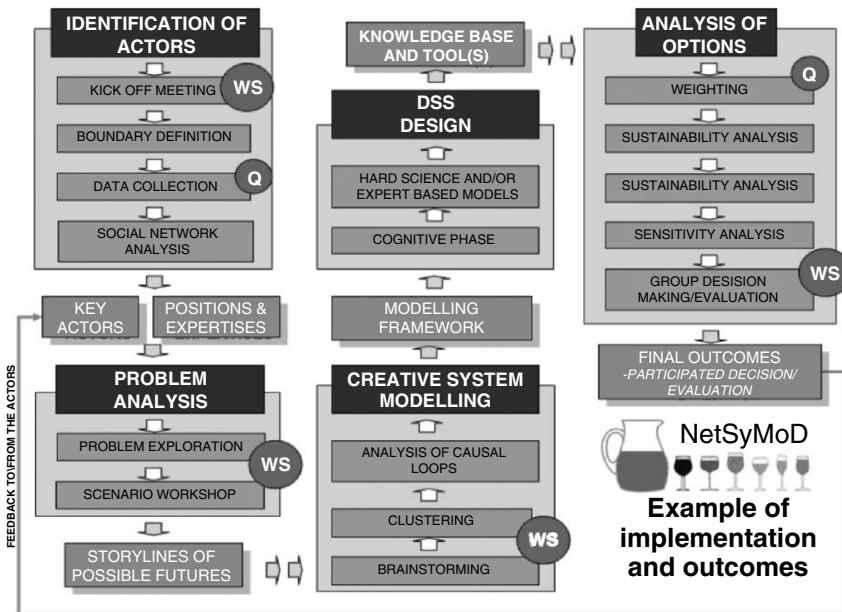 IDENTIFICATION OF
ACTORS
KICK OFF MEETING
WS
BOUNDARY DEFINITION
DATA COLLECTION
Q
SOCIAL NETWORK
ANALYSIS
KEY
ACTORS
POSITIONS &
EXPERTISES
PROBLEM
ANALYSIS
PROBLEM EXPLORATION
WS
SCENARIO WORKSHOP
STORYLINES OF
POSSIBLE FUTURES
FEEDBACK TO\FROM THE ACTORS
KNOWLEDGE BASE
AND TOOL(S)
DSS
DESIGN
HARD SCIENCE AND/OR
EXPERT BASED MODELS
COGNITIVE PHASE
MODELLING
FRAMEWORK
CREATIVE SYSTEM
MODELLING
ANALYSIS OF CAUSAL
LOOPS
CLUSTERING
WS
BRAINSTORMING
ANALYSIS OF
OPTIONS
Q
WEIGHTING
SUSTAINABILITY ANALYSIS
SUSTAINABILITY ANALYSIS
SENSITIVITY ANALYSIS
WS
GROUP DESISION
MAKING/EVALUATION
FINAL OUTCOMES
-PARTICIPATED DECISION/
EVALUATION
NetSyMoD
Example of
implementation
and outcomes